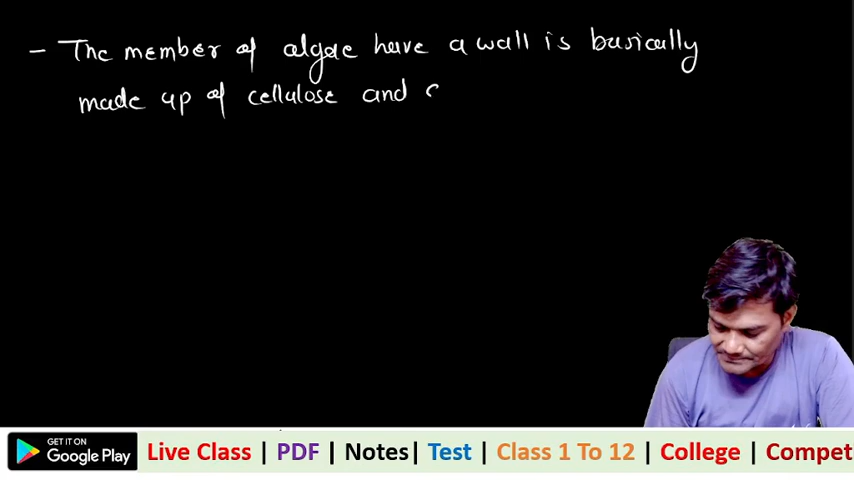 - The member of algae have a wall is basically
made up of cellulose and c
GET IT ON
Google Play
Live Class | PDF | Notes| Test | Class 1 To 12 | College | Compet